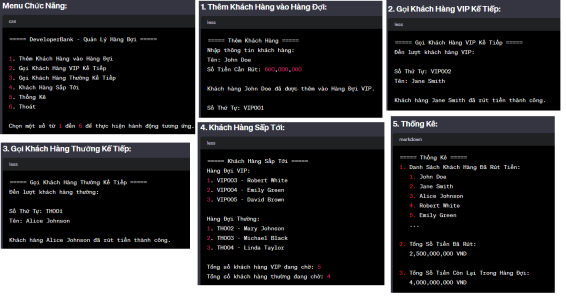 Menu Chức Năng:
css
===== DeveloperBank - Quản Lý Hàng Đợi =====
1. Thêm Khách Hàng vào Hàng Đợi
2. Gọi Khách Hàng VIP Kế Tiếp
3. Gọi Khách Hàng Thường Kế Tiếp
4. Khách Hàng Sắp Tới
5. Thống Kê
6. Thoát
Chọn một số từ 1 đến 6 để thực hiện hành động tương ứng.
1. Thêm Khách Hàng vào Hàng Đợi:
less
===== Thêm Khách Hàng =====
Nhập thông tin khách hàng:
Tên: John Doe
Số Tiền Cần Rút: 600,000,000
Khách hàng John Doe đã được thêm vào Hàng Đợi VIP.
Số Thứ Tự: VIP001
2. Gọi Khách Hàng VIP Kế Tiếp:
less
===== Gọi Khách Hàng VIP Kế Tiếp =====
Đến lượt khách hàng VIP:
Số Thứ Tự: VIP002
Tên: Jane Smith
Khách hàng Jane Smith đã rút tiền thành công.
3. Gọi Khách Hàng Thường Kế Tiếp:
less
===== Gọi Khách Hàng Thường Kế Tiếp =====
Đến lượt khách hàng thường:
Số Thứ Tự: TH001
Tên: Alice Johnson
Khách hàng Alice Johnson đã rút tiền thành công.
4. Khách Hàng Sắp Tới:
less
===== Khách Hàng Sắp Tới =====
Hàng Đợi VIP:
1. VIP003 - Robert White
2. VIP004 - Emily Green
3. VIP005 - David Brown
Hàng Đợi Thường:
1. TH002 - Mary Johnson
2. TH003 - Michael Black
3. TH004 - Linda Taylor
Tổng số khách hàng VIP đang chờ: 5
Tổng số khách hàng thường đang chờ: 4
5. Thống Kê:
markdown
===== Thống Kê =====
1. Danh Sách Khách Hàng Đã Rút Tiền:
1. John Doe
2. Jane Smith
3. Alice Johnson
4. Robert White
5. Emily Green
...
2. Tổng Số Tiền Đã Rút:
2,500,000,000 VND
3. Tổng Số Tiền Còn Lại Trong Hàng Đợi:
4,000,000,000 VND